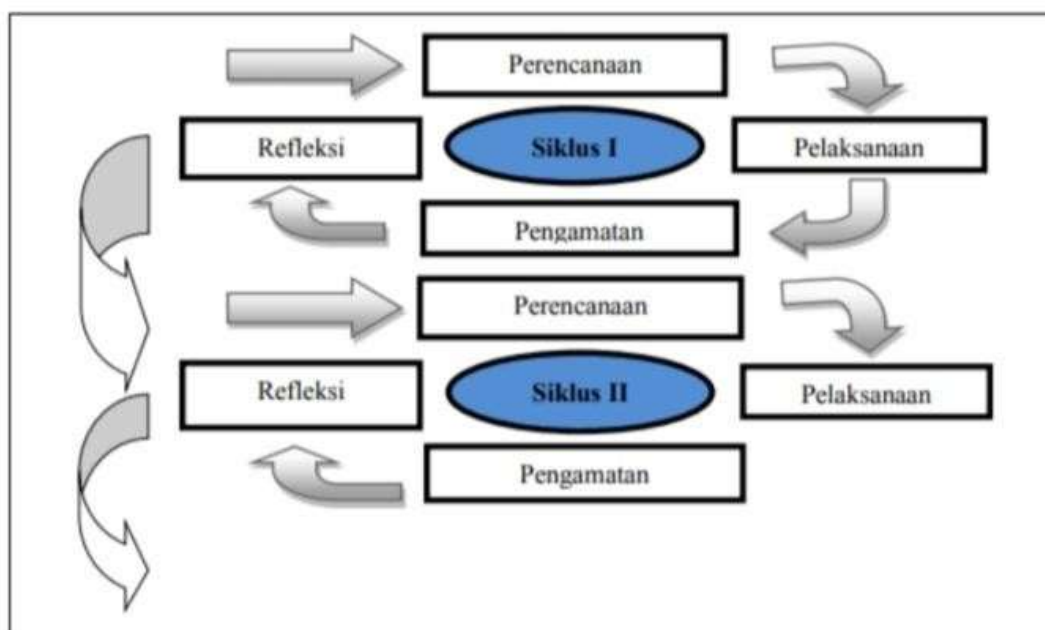 Perencanaan
Refleksi
Siklus I
Pelaksanaan
Pengamatan
Perencanaan
Refleksi
Siklus II
Pelaksanaan
Pengamatan